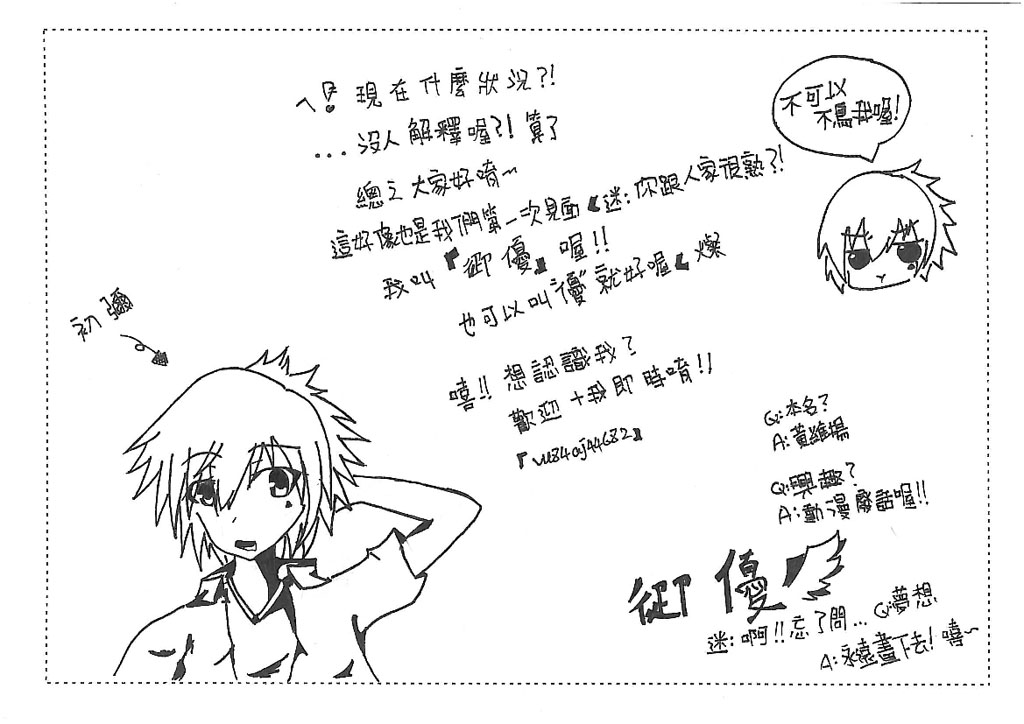 ㄟ！現在什麼狀況?!
...沒人解釋喔?!算了
總之大家好唷~
這好像也是我們第一次見面《迷:你跟人家很熟?!
我叫『御優』喔!!
也可以叫"優"就好喔《燦
嘻!!想認識我?
歡迎+我即時唷!!
『vu84aj44682』
不可以
不鳥我喔!
初彌
Q:本名?
A:黃維揚
Q:興趣?
A:動漫廢話喔!!
御優
迷:啊!!忘了問... Q:夢想
A:永遠畫下去!嘻~